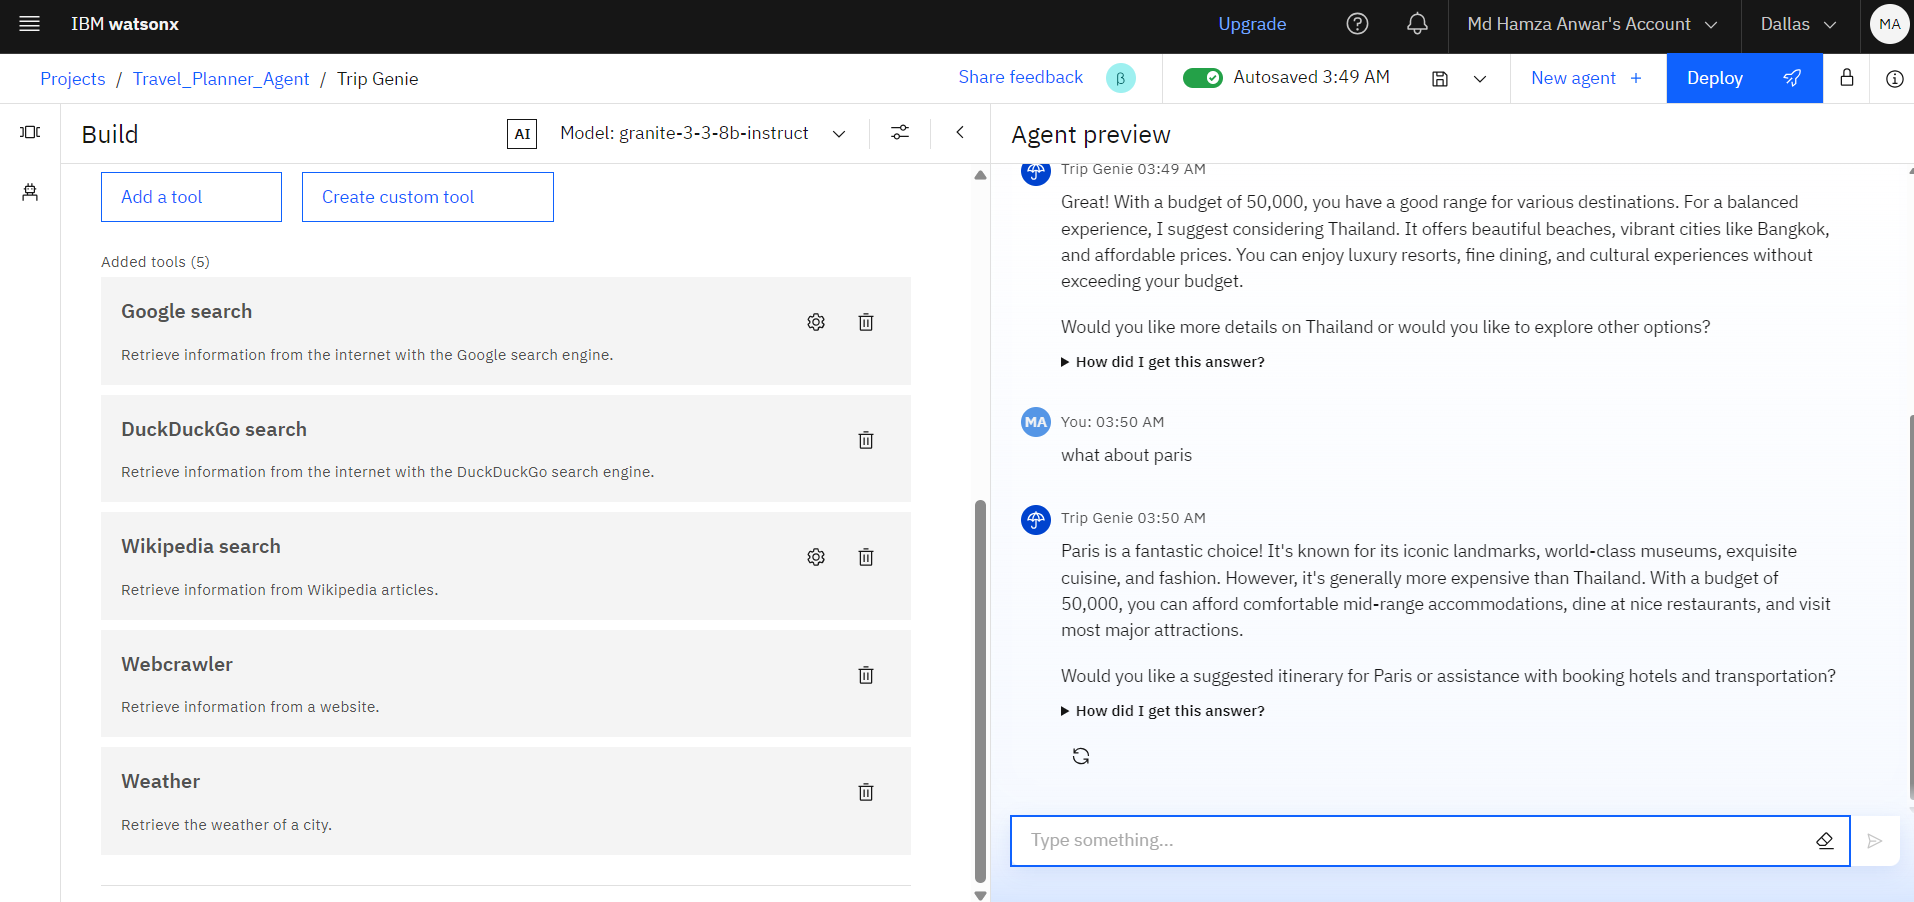 IBM watsonx
Upgrade
Md Hamza Anwar's Account
Dallas
MA
Projects / Travel_Planner_Agent / Trip Genie
Share feedback
β
Autosaved 3:49 AM
New agent +
Deploy
Build
AI
Model: granite-3-3-8b-instruct
Add a tool
Create custom tool
Added tools (5)
Google search
Retrieve information from the internet with the Google search engine.
DuckDuckGo search
Retrieve information from the internet with the DuckDuckGo search engine.
Wikipedia search
Retrieve information from Wikipedia articles.
Webcrawler
Retrieve information from a website.
Weather
Retrieve the weather of a city.
Agent preview
Trip Genie 03:49 AM
Great! With a budget of 50,000, you have a good range for various destinations. For a balanced
experience, I suggest considering Thailand. It offers beautiful beaches, vibrant cities like Bangkok,
and affordable prices. You can enjoy luxury resorts, fine dining, and cultural experiences without
exceeding your budget.
Would you like more details on Thailand or would you like to explore other options?
How did I get this answer?
MA
You: 03:50 AM
what about paris
Trip Genie 03:50 AM
Paris is a fantastic choice! It's known for its iconic landmarks, world-class museums, exquisite
cuisine, and fashion. However, it's generally more expensive than Thailand. With a budget of
50,000, you can afford comfortable mid-range accommodations, dine at nice restaurants, and visit
most major attractions.
Would you like a suggested itinerary for Paris or assistance with booking hotels and transportation?
How did I get this answer?
Type something...